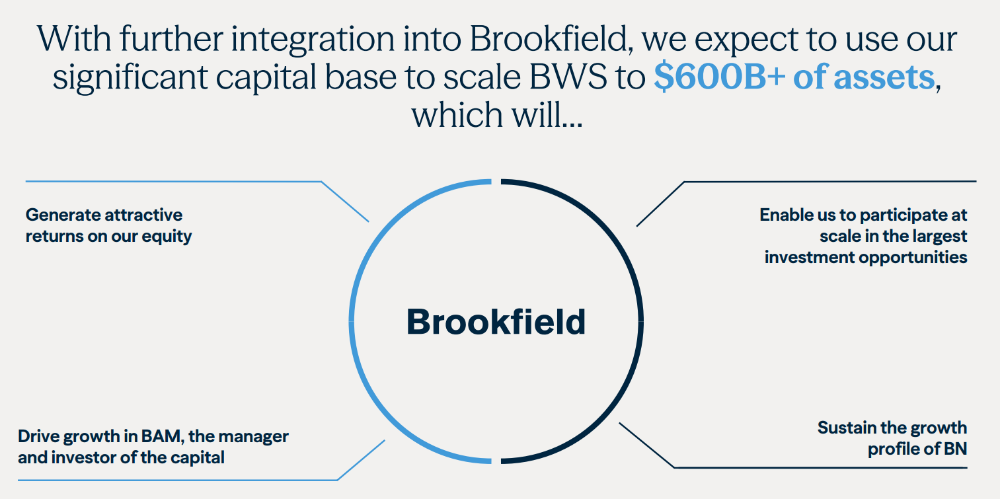 With further integration into Brookfield, we expect to use our
significant capital base to scale BWS to $600B+ of assets,
which will...
Generate attractive
returns on our equity
Enable us to participate at
scale in the largest
investment opportunities
Brookfield
Drive growth in BAM, the manager
and investor of the capital
Sustain the growth
profile of BN